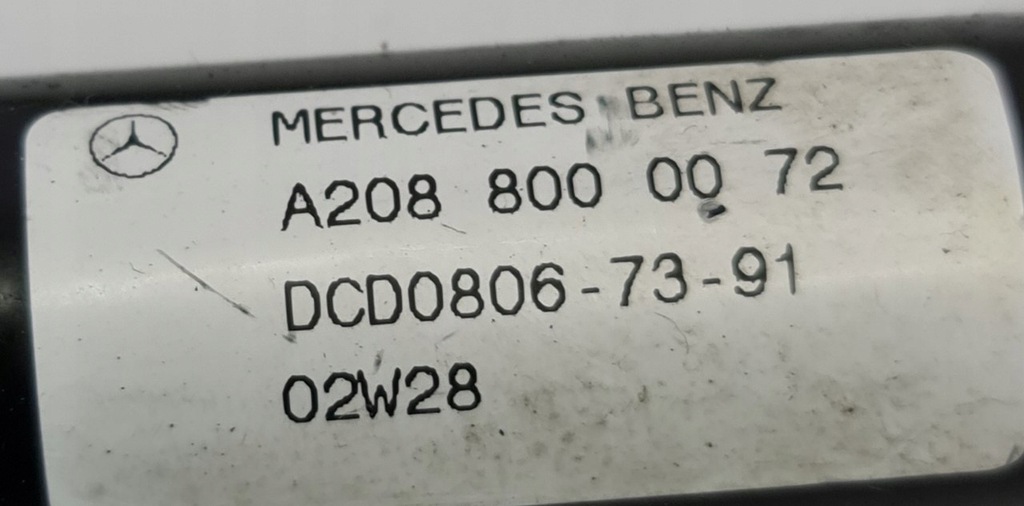 MERCEDES BENZ
A208 800 00 72
DCD0806-73-91
02W28